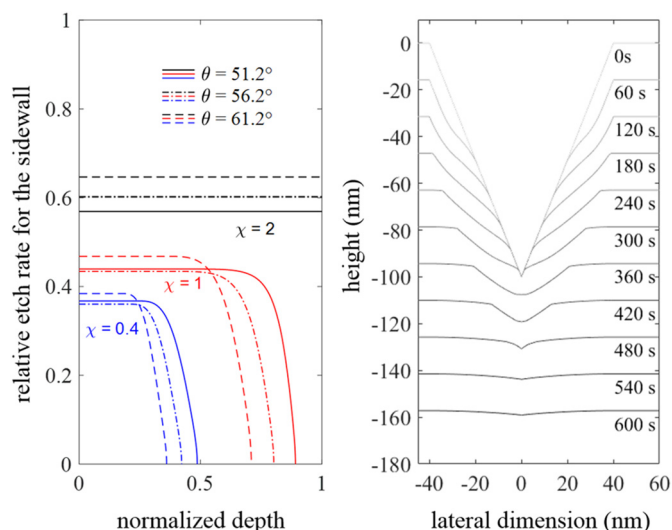 relative etch rate for the sidewall
1
0.8
0.6
0.4
0.2
0
θ = 51.2°
θ = 56.2°
θ = 61.2°
χ = 2
χ = 1
χ = 0.4
0 0.5 1
normalized depth
height (nm)
0
-20
-40
-60
-80
-100
-120
-140
-160
-180
0s
60 s
120 s
180 s
240 s
300 s
360 s
420 s
480 s
540 s
600 s
-40 -20 0 20 40 60
lateral dimension (nm)